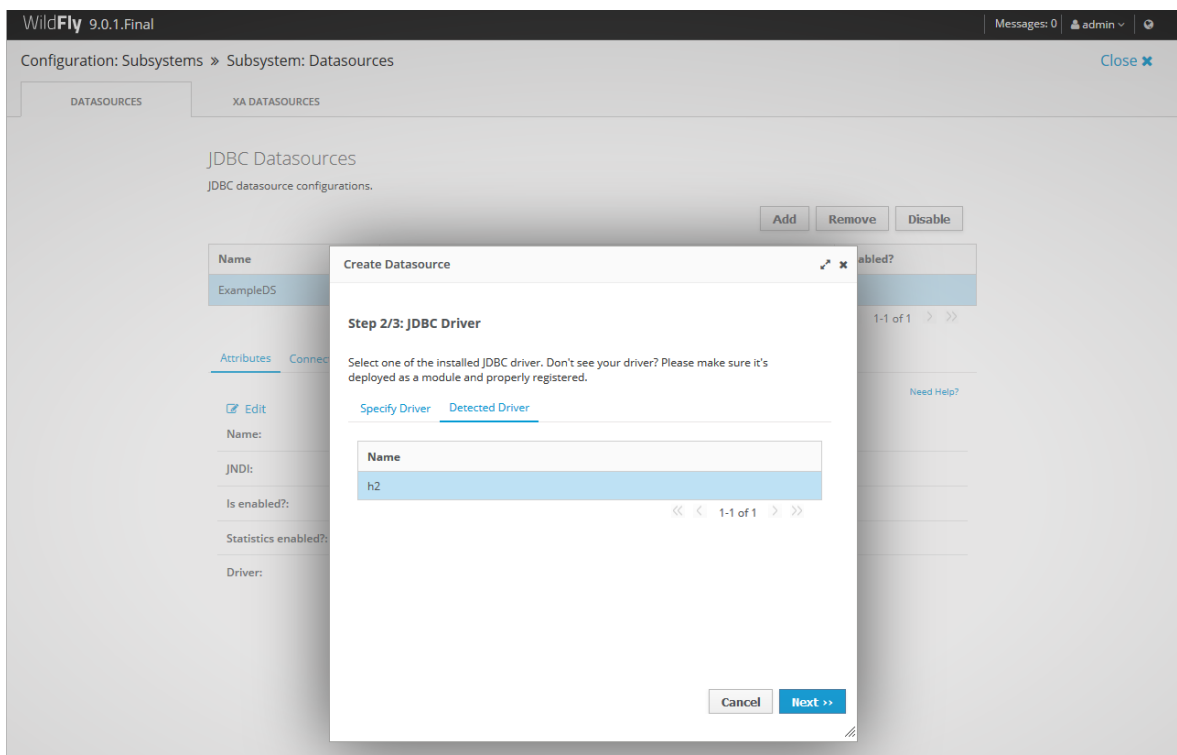 WildFly 9.0.1.Final
Messages: 0 admin
Configuration: Subsystems » Subsystem: Datasources
Close ✖
DATASOURCES XA DATASOURCES
JDBC Datasources
JDBC datasource configurations.
Add Remove Disable
Name abled?
ExampleDS
1-1 of 1
Attributes Connec
Need Help?
Edit
Name:
JNDI:
Is enabled?:
Statistics enabled?:
Driver:
Create Datasource
Step 2/3: JDBC Driver
Select one of the installed JDBC driver. Don't see your driver? Please make sure it's
deployed as a module and properly registered.
Specify Driver Detected Driver
Name
h2
1-1 of 1
Cancel Next >>